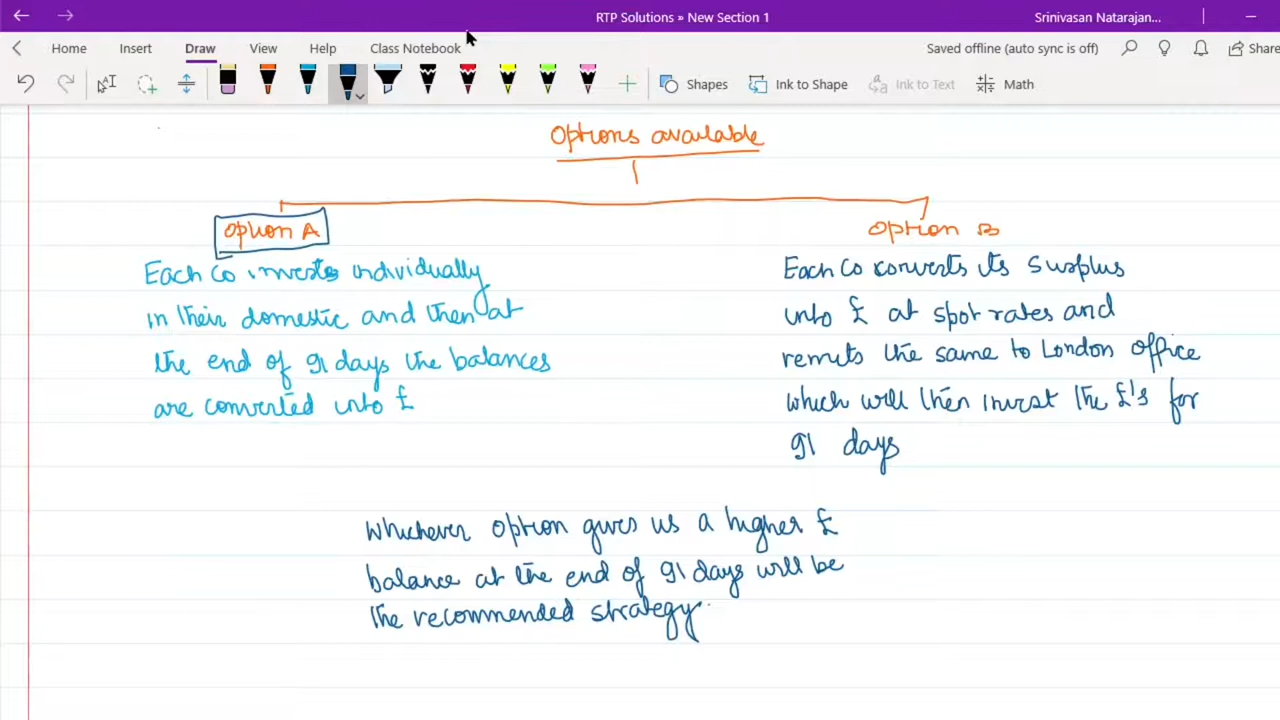 RTP Solutions » New Section 1
Srinivasan Natarajan...
Home Insert Draw View Help Class Notebook
Saved offline (auto sync is off)
Share
Shapes
Ink to Shape
Ink to Text
Math
Options available
Option A
Each Co invests individually
in their domestic and then at
the end of 91 days the balances
are converted into £
Option B
Each Co converts its surplus
into £ at spot rates and
remits the same to London office
which will then invest the £'s for
91 days
Whichever option gives us a higher £
balance at the end of 91 days will be
the recommended strategy.